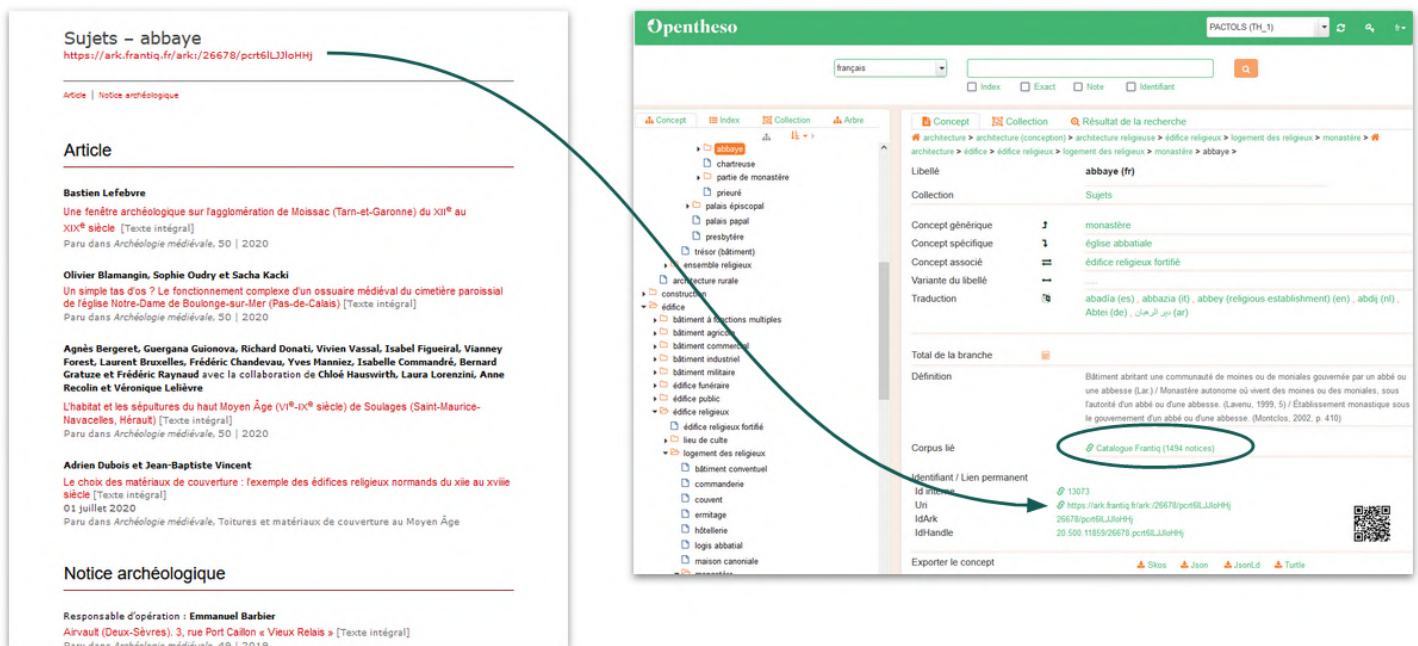 Sujets – abbaye
https://ark.frantiq.fr/ark:/26678/pcrt6lLJJloHHj
Article | Notice archéologique
Article
Bastien Lefebvre
Une fenêtre archéologique sur l'agglomération de Moissac (Tarn-et-Garonne) du XIIe au
XIXe siècle [Texte intégral]
Paru dans Archéologie médiévale, 50 | 2020
Olivier Blamangin, Sophie Oudry et Sacha Kacki
Un simple tas d'os ? Le fonctionnement complexe d'un ossuaire médiéval du cimetière paroissial
de l'église Notre-Dame de Boulonge-sur-Mer (Pas-de-Calais) [Texte intégral]
Paru dans Archéologie médiévale, 50 | 2020
Agnès Bergeret, Guergana Guionova, Richard Donati, Vivien Vassal, Isabel Figueiral, Vianney
Forest, Laurent Bruxelles, Frédéric Chandevau, Yves Manniez, Isabelle Commandré, Bernard
Gratuze et Frédéric Raynaud avec la collaboration de Chloé Hauswirth, Laura Lorenzini, Anne
Recolin et Véronique Lelièvre
L'habitat et les sépultures du haut Moyen Âge (VIe-IXe siècle) de Soulages (Saint-Maurice-
Navacelles, Hérault) [Texte intégral]
Paru dans Archéologie médiévale, 50 | 2020
Adrien Dubois et Jean-Baptiste Vincent
Le choix des matériaux de couverture : l'exemple des édifices religieux normands du xiie au xviiie
siècle [Texte intégral]
01 juillet 2020
Paru dans Archéologie médiévale, Toitures et matériaux de couverture au Moyen Âge
Notice archéologique
Responsable d'opération : Emmanuel Barbier
Airvault (Deux-Sèvres). 3, rue Port Caillon « Vieux Relais » [Texte intégral]
Paru dans Archéologie médiévale, 49 | 2019
Opentheso
PACTOLS (TH_1)
fr
français
Index Exact Note Identifiant
Concept Index Collection Arbre
abbaye
chartreuse
partie de monastère
prieuré
palais épiscopal
palais papal
presbytère
trésor (bâtiment)
ensemble religieux
architecture rurale
construction
édifice
bâtiment à fonctions multiples
bâtiment agricole
bâtiment commercial
bâtiment industriel
bâtiment militaire
édifice funéraire
édifice public
édifice religieux
édifice religieux fortifié
lieu de culte
logement des religieux
bâtiment conventuel
commanderie
couvent
ermitage
hôtellerie
logis abbatial
maison canoniale
monastère
Concept Collection Résultat de la recherche
architecture > architecture (conception) > architecture religieuse > édifice religieux > logement des religieux > monastère >
architecture > édifice > édifice religieux > logement des religieux > monastère > abbaye >
Libellé abbaye (fr)
Collection Sujets
Concept générique monastère
Concept spécifique église abbatiale
Concept associé édifice religieux fortifié
Variante du libellé .....
Traduction abadía (es) , abbazia (it) , abbey (religious establishment) (en) , abdij (nl) ,
Abtei (de) , دير الرهبان (ar)
Total de la branche
Définition Bâtiment abritant une communauté de moines ou de moniales gouvernée par un abbé ou
une abbesse (Lar.) / Monastère autonome où vivent des moines ou des moniales, sous
l'autorité d'un abbé ou d'une abbesse. (Lavenu, 1999, 5) / Établissement monastique sous
le gouvernement d'un abbé ou d'une abbesse. (Montclos, 2002, p. 410)
Corpus lié Catalogue Frantiq (1494 notices)
Identifiant / Lien permanent
Id interne 13073
Uri https://ark.frantiq.fr/ark:/26678/pcrt6lLJJloHHj
IdArk 26678/pcrt6lLJJloHHj
IdHandle 20.500.11859/26678.pcrt6lLJJloHHj
Exporter le concept Skos Json JsonLd Turtle